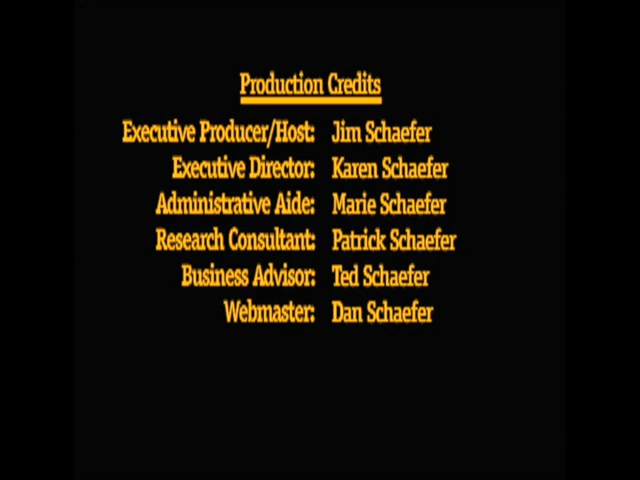 Production Credits
Executive Producer/Host: Jim Schaefer
Executive Director: Karen Schaefer
Administrative Aide: Marie Schaefer
Research Consultant: Patrick Schaefer
Business Advisor: Ted Schaefer
Webmaster: Dan Schaefer